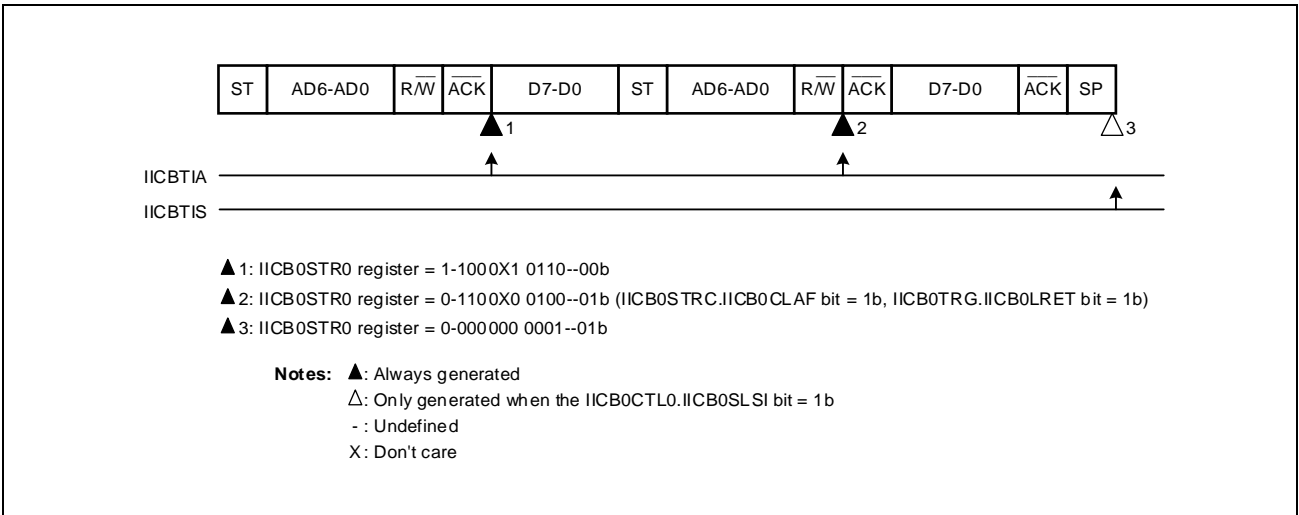 ST AD6-AD0 R/W ACK D7-D0 ST AD6-AD0 R/W ACK D7-D0 ACK SP
▲1 ▲2 △3
IICBTIA
IICBTIS
▲1: IICB0STR0 register = 1-1000X1 0110--00b
▲2: IICB0STR0 register = 0-1100X0 0100--01b (IICB0STRC.IICB0CLAF bit = 1b, IICB0TRG.IICB0LRET bit = 1b)
▲3: IICB0STR0 register = 0-000000 0001--01b
Notes: ▲: Always generated
△: Only generated when the IICB0CTL0.IICB0SLSI bit = 1b
- : Undefined
X: Don't care